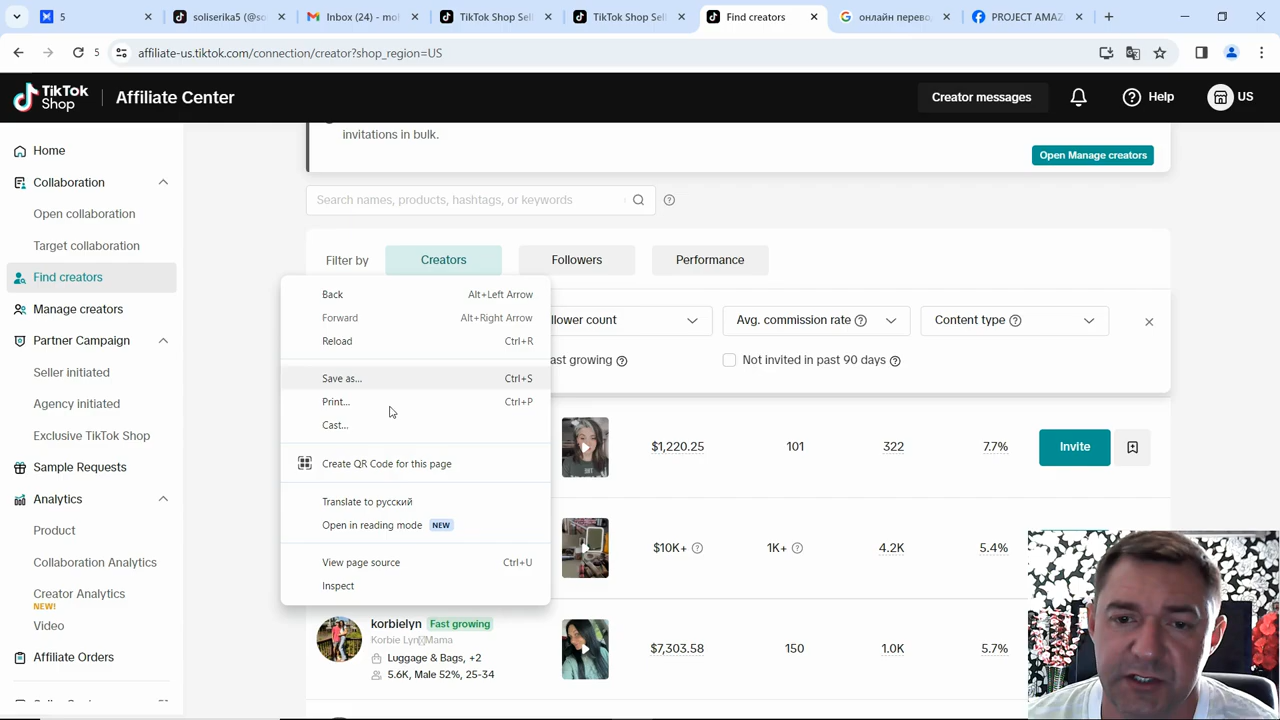 5
soliserika5 (@so
Inbox (24) - mol
TikTok Shop Sell
TikTok Shop Sell
Find creators
онлайн перевод
PROJECT AMAZ
5
affiliate-us.tiktok.com/connection/creator?shop_region=US
TikTok Shop
Affiliate Center
Creator messages
Help
US
Home
Collaboration
Open collaboration
Target collaboration
Find creators
Manage creators
Partner Campaign
Seller initiated
Agency initiated
Exclusive TikTok Shop
Sample Requests
Analytics
Product
Collaboration Analytics
Creator Analytics
NEW!
Video
Affiliate Orders
invitations in bulk.
Open Manage creators
Search names, products, hashtags, or keywords
Filter by
Creators
Followers
Performance
llower count
Avg. commission rate
Content type
ast growing
Not invited in past 90 days
Back Alt+Left Arrow
Forward Alt+Right Arrow
Reload Ctrl+R
Save as... Ctrl+S
Print... Ctrl+P
Cast...
Create QR Code for this page
Translate to русский
Open in reading mode NEW
View page source Ctrl+U
Inspect
$1,220.25 101 322 7.7% Invite
$10K+ 1K+ 4.2K 5.4%
korbielyn Fast growing
Luggage & Bags, +2
5.6K, Male 52%, 25-34
$7,303.58 150 1.0K 5.7%